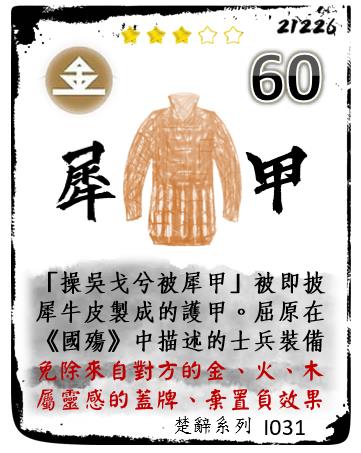 21226
金
60
犀甲
「操吳戈兮被犀甲」被即披
犀牛皮製成的護甲。屈原在
《國殤》中描述的士兵裝備
免除來自對方的金、火、木
屬靈感的蓋牌、棄置負效果
楚辭系列 I031